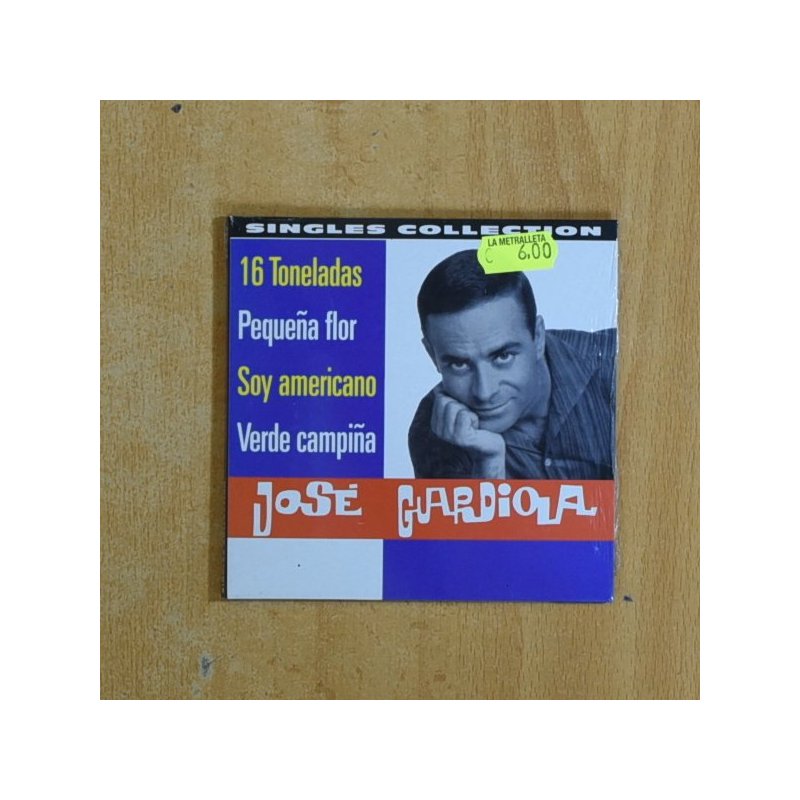 SINGLES COLLECTION
LA METRALLETA
€ 6.00
16 Toneladas
Pequeña flor
Soy americano
Verde campiña
JOSÉ GUARDIOLA